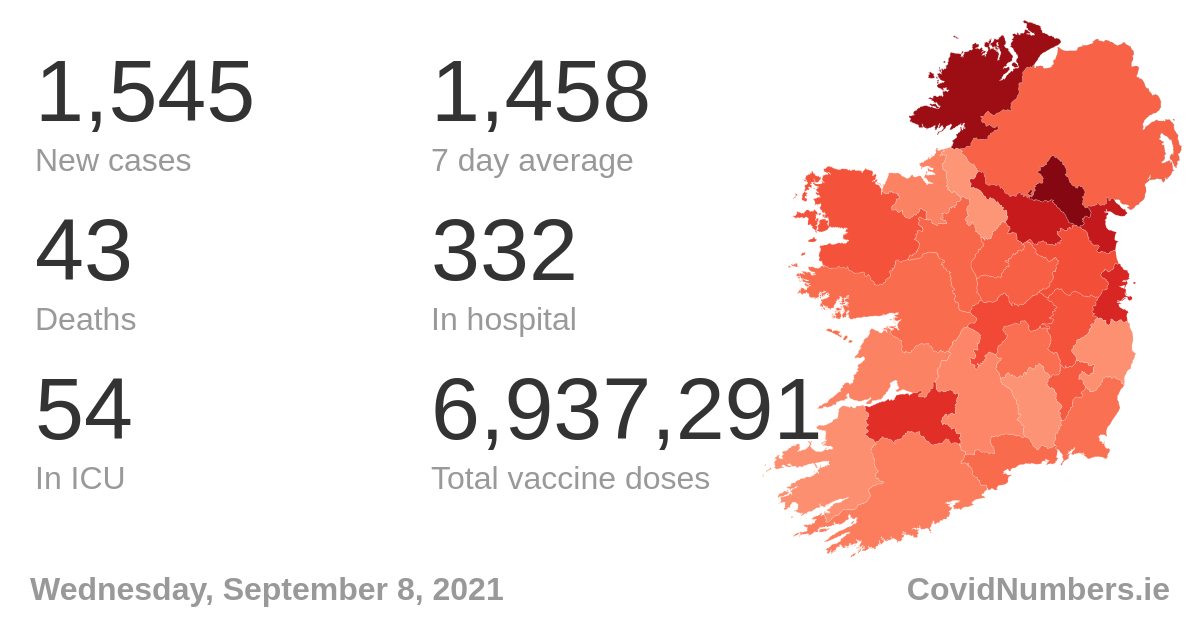 1,545
New cases
1,458
7 day average
43
Deaths
332
In hospital
54
In ICU
6,937,291
Total vaccine doses
Wednesday, September 8, 2021
CovidNumbers.ie